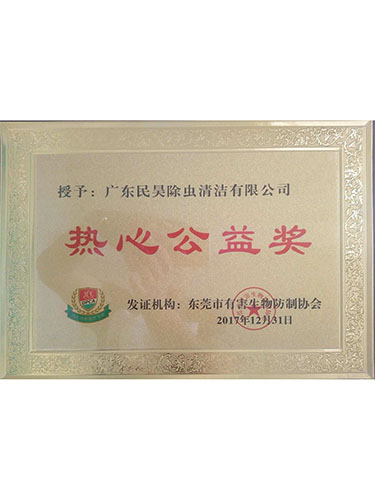 授予：广东民昊除虫清洁有限公司
热心公益奖
发证机构：东莞市有害生物防制协会
2017年12月31日